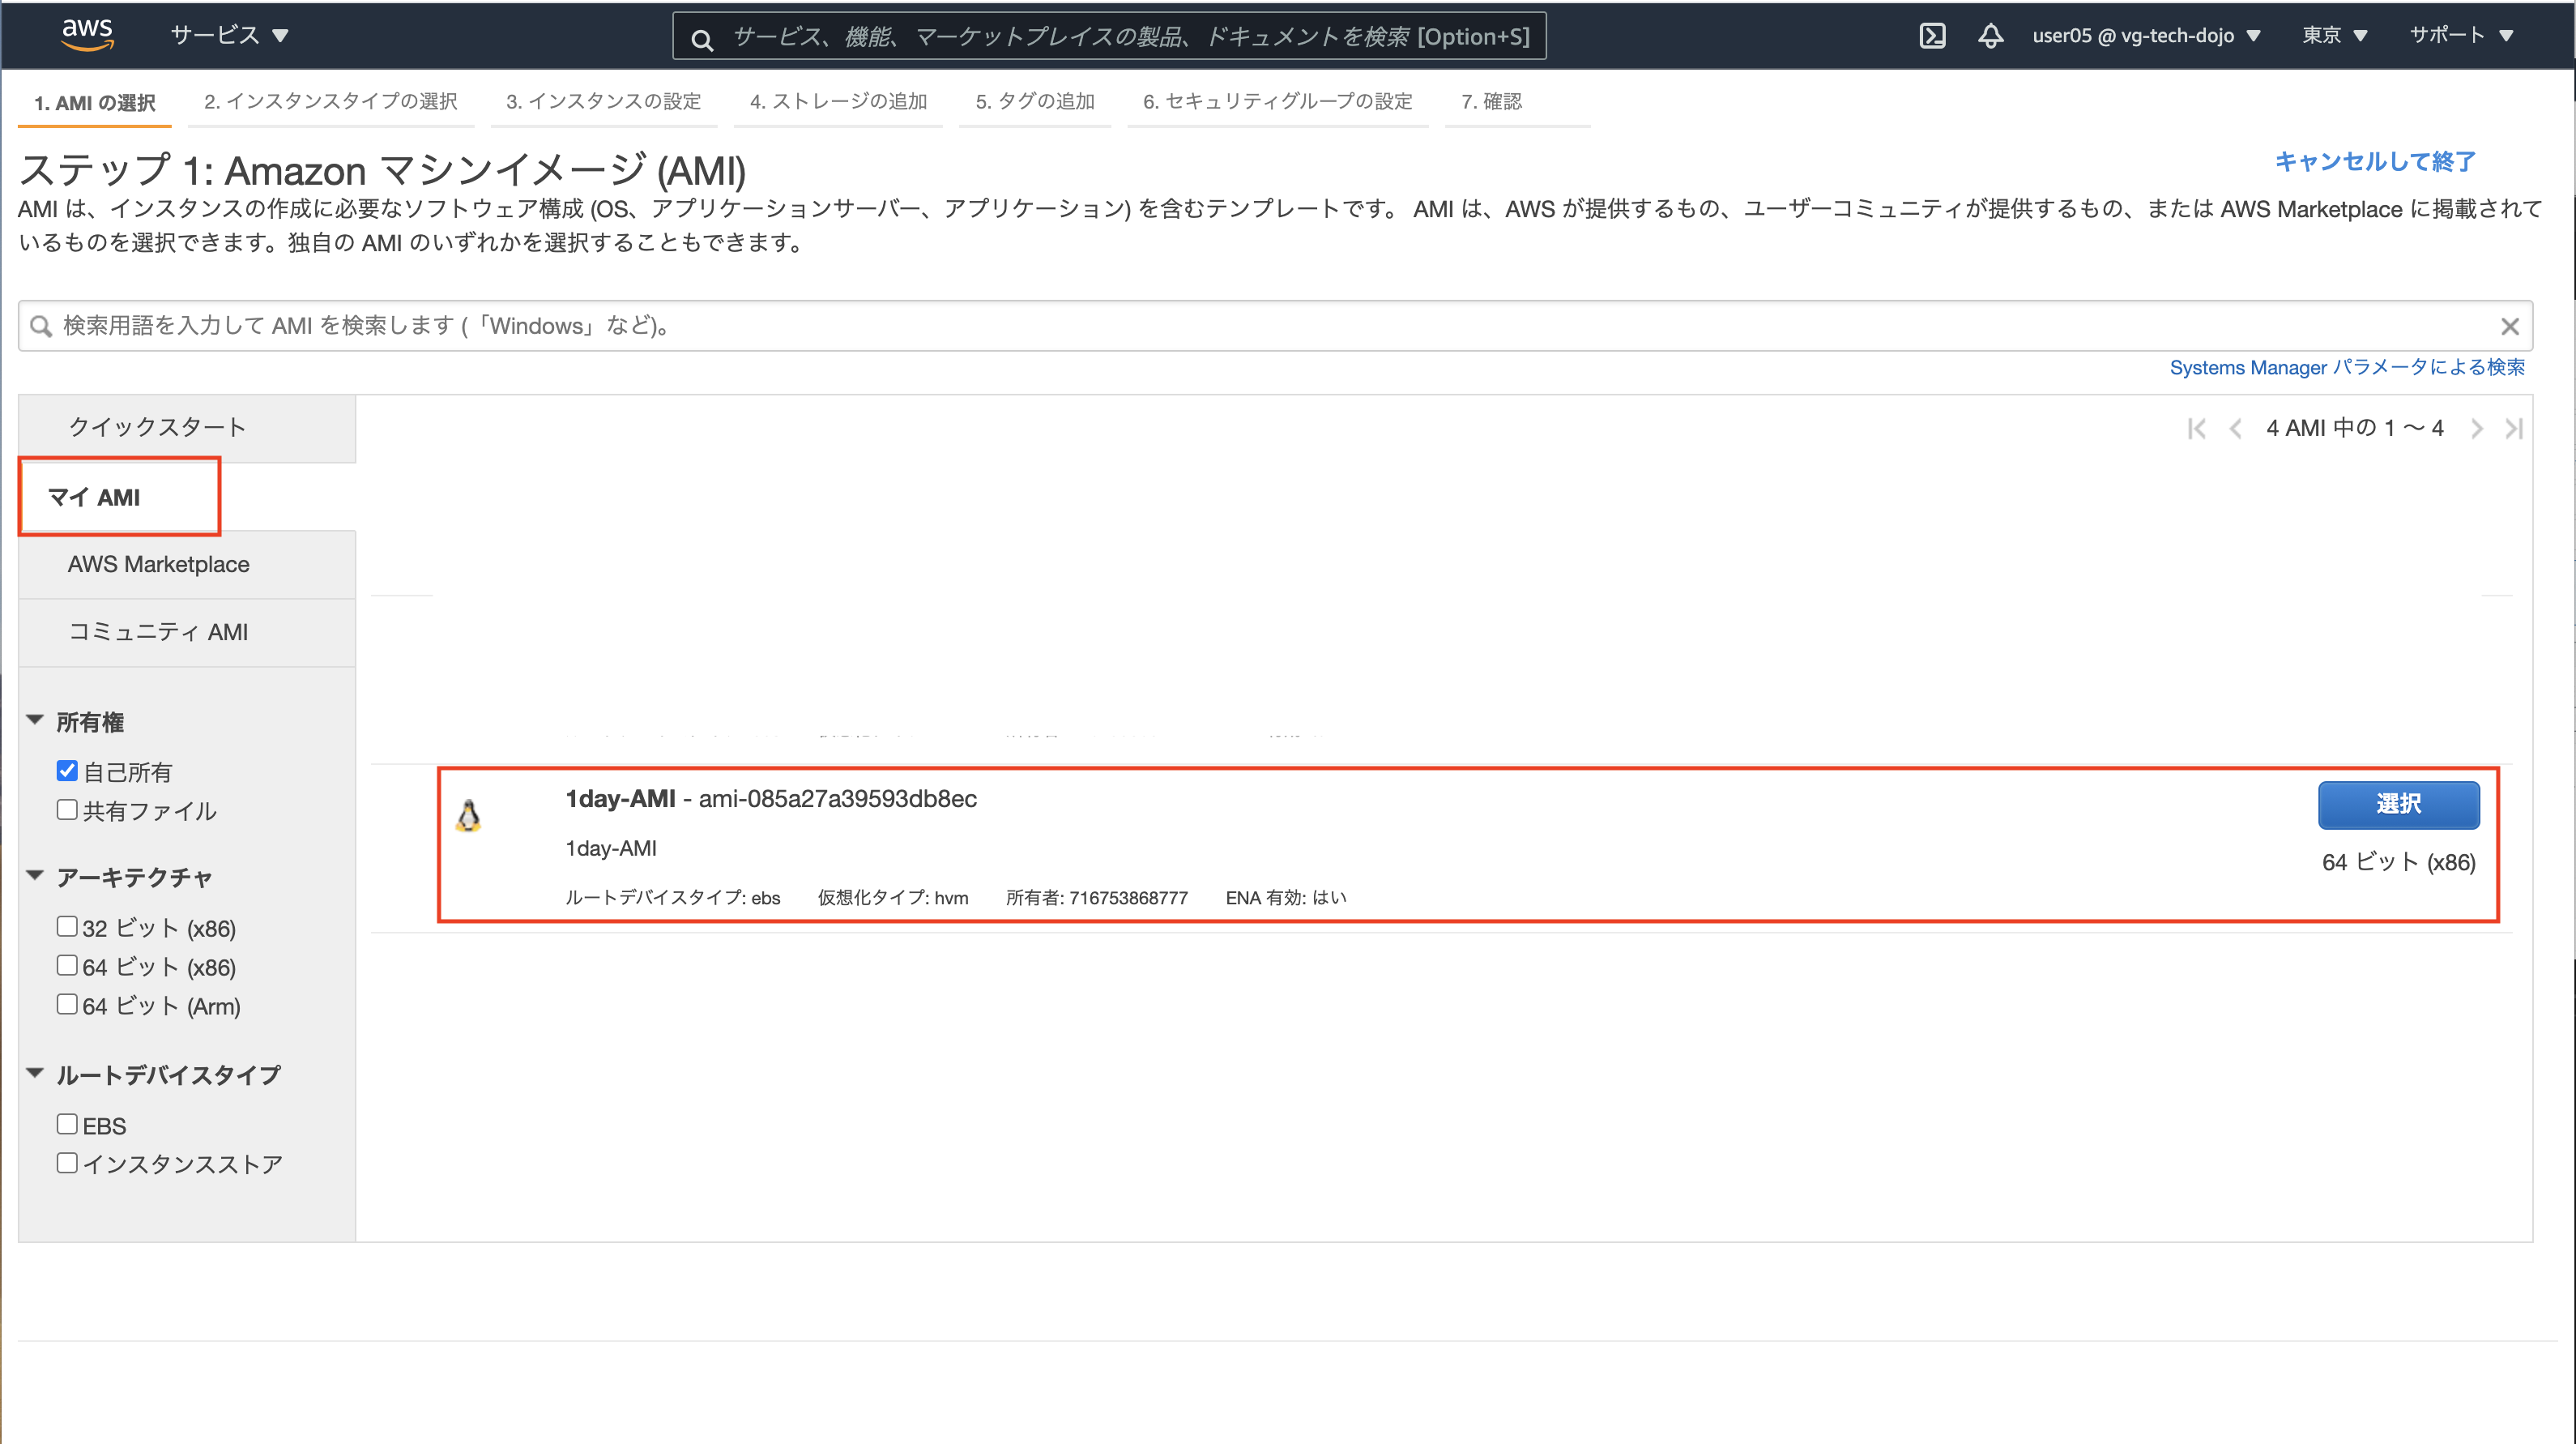 aws
サービス
サービス、機能、マーケットプレイスの製品、ドキュメントを検索 [Option+S]
user05 @ vg-tech-dojo
東京
サポート
1. AMI の選択
2. インスタンスタイプの選択
3. インスタンスの設定
4. ストレージの追加
5. タグの追加
6. セキュリティグループの設定
7. 確認
ステップ 1: Amazon マシンイメージ (AMI)
キャンセルして終了
AMI は、インスタンスの作成に必要なソフトウェア構成 (OS、アプリケーションサーバー、アプリケーション) を含むテンプレートです。 AMI は、AWS が提供するもの、ユーザーコミュニティが提供するもの、または AWS Marketplace に掲載されて
いるものを選択できます。独自の AMI のいずれかを選択することもできます。
検索用語を入力して AMI を検索します (「Windows」など)。
Systems Manager パラメータによる検索
クイックスタート
4 AMI 中の 1 ～ 4
マイ AMI
AWS Marketplace
コミュニティ AMI
所有権
自己所有
共有ファイル
アーキテクチャ
32 ビット (x86)
64 ビット (x86)
64 ビット (Arm)
ルートデバイスタイプ
EBS
インスタンスストア
1day-AMI - ami-085a27a39593db8ec
選択
1day-AMI
64 ビット (x86)
ルートデバイスタイプ: ebs
仮想化タイプ: hvm
所有者: 716753868777
ENA 有効: はい